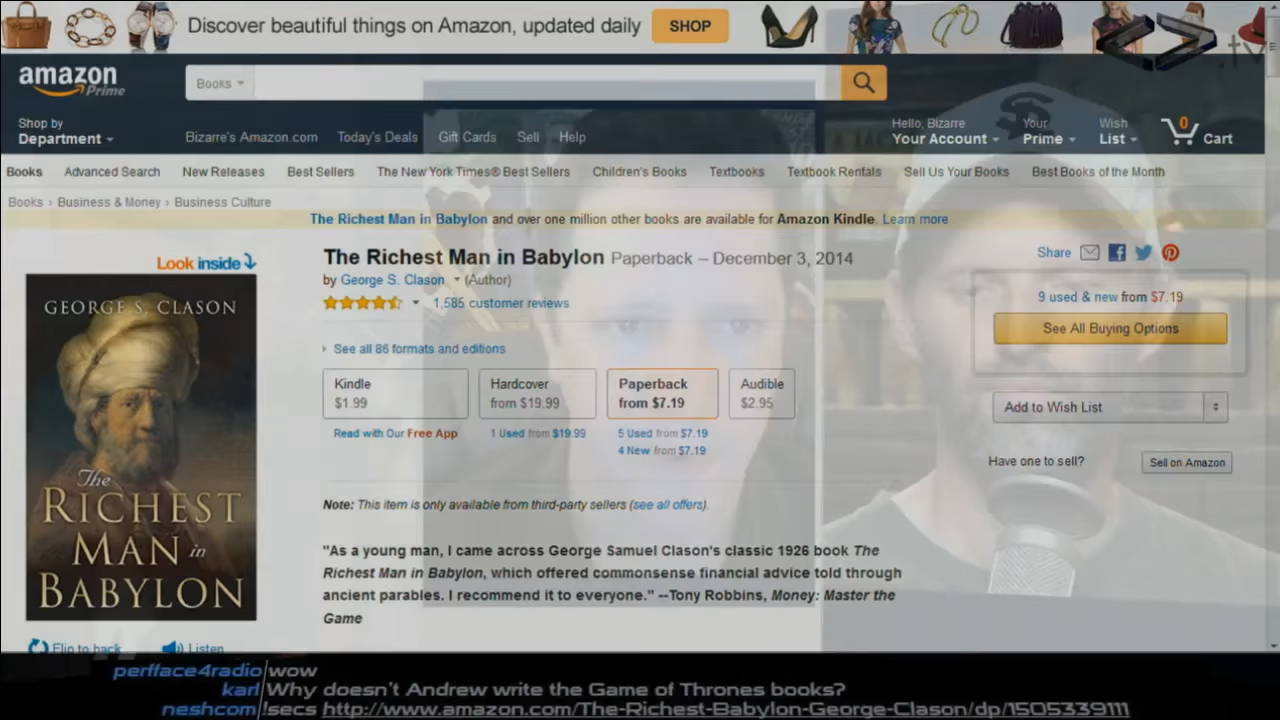 Discover beautiful things on Amazon, updated daily SHOP
<>.tv
amazon Prime
Books
Shop by Department
Bizarre's Amazon.com Today's Deals Gift Cards Sell Help
Hello, Bizarre Your Account
Your Prime
Wish List
0 Cart
Books Advanced Search New Releases Best Sellers The New York Times® Best Sellers Children's Books Textbooks Textbook Rentals Sell Us Your Books Best Books of the Month
Books › Business & Money › Business Culture
The Richest Man in Babylon and over one million other books are available for Amazon Kindle. Learn more
Look inside
GEORGE S. CLASON
The
RICHEST
MAN in
BABYLON
Flip to back Listen
The Richest Man in Babylon Paperback – December 3, 2014
by George S. Clason (Author)
1,585 customer reviews
See all 86 formats and editions
Kindle
$1.99
Read with Our Free App
Hardcover
from $19.99
1 Used from $19.99
Paperback
from $7.19
5 Used from $7.19
4 New from $7.19
Audible
$2.95
Note: This item is only available from third-party sellers (see all offers).
"As a young man, I came across George Samuel Clason's classic 1926 book The
Richest Man in Babylon, which offered commonsense financial advice told through
ancient parables. I recommend it to everyone." --Tony Robbins, Money: Master the
Game
Share
9 used & new from $7.19
See All Buying Options
Add to Wish List
Have one to sell? Sell on Amazon
perfface4radio wow
karl Why doesn't Andrew write the Game of Thrones books?
neshcom !secs http://www.amazon.com/The-Richest-Babylon-George-Clason/dp/1505339111